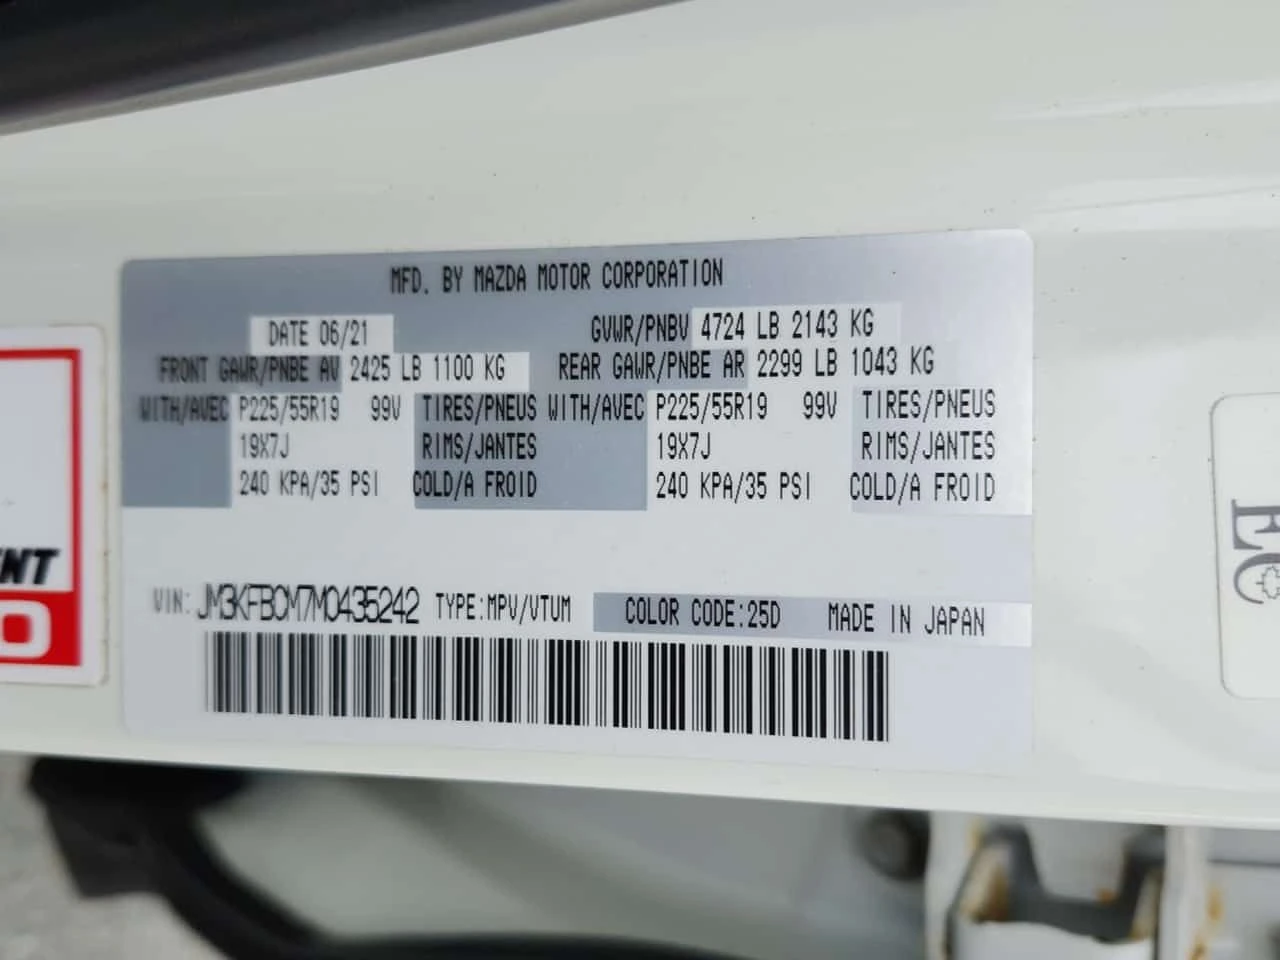 MFD. BY MAZDA MOTOR CORPORATION
DATE 06/21 GVWR/PNBV 4724 LB 2143 KG
FRONT GAWR/PNBE AV 2425 LB 1100 KG REAR GAWR/PNBE AR 2299 LB 1043 KG
WITH/AVEC P225/55R19 99V TIRES/PNEUS WITH/AVEC P225/55R19 99V TIRES/PNEUS
19X7J RIMS/JANTES 19X7J RIMS/JANTES
240 KPA/35 PSI COLD/A FROID 240 KPA/35 PSI COLD/A FROID
VIN: JM3KFBCM7M0435242 TYPE:MPV/VTUM COLOR CODE:25D MADE IN JAPAN